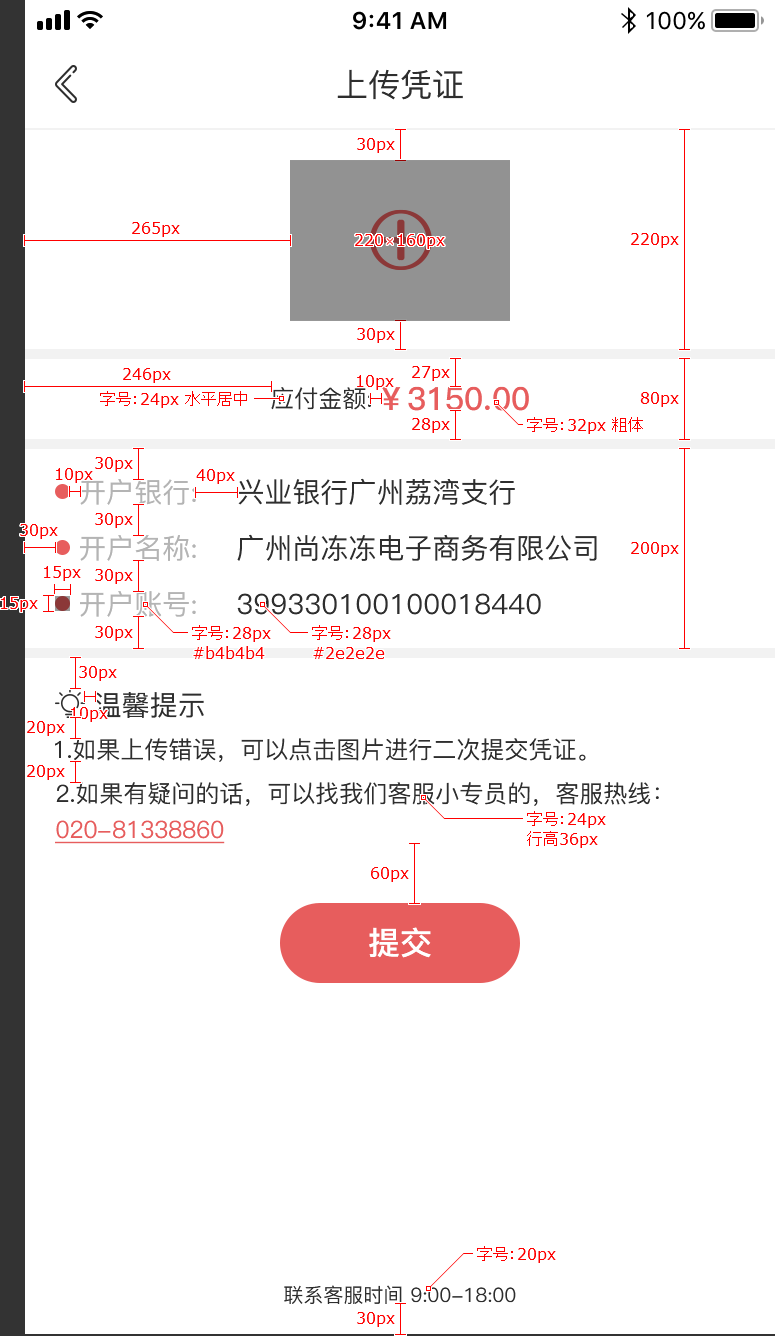 9:41 AM 100%
上传凭证
30px
265px
220×160px
220px
30px
246px
10px
27px
字号:24px 水平居中
应付金额:
¥ 3150.00
80px
28px
字号:32px 粗体
30px
10px
40px
开户银行: 兴业银行广州荔湾支行
30px
30px
开户名称: 广州尚冻冻电子商务有限公司
200px
15px
30px
15px
开户账号: 399330100100018440
30px
字号:28px
#b4b4b4
字号:28px
#2e2e2e
30px
温馨提示
10px
20px
1.如果上传错误，可以点击图片进行二次提交凭证。
20px
2.如果有疑问的话，可以找我们客服小专员的，客服热线：
字号:24px
020-81338860
行高36px
60px
提交
字号:20px
联系客服时间 9:00-18:00
30px